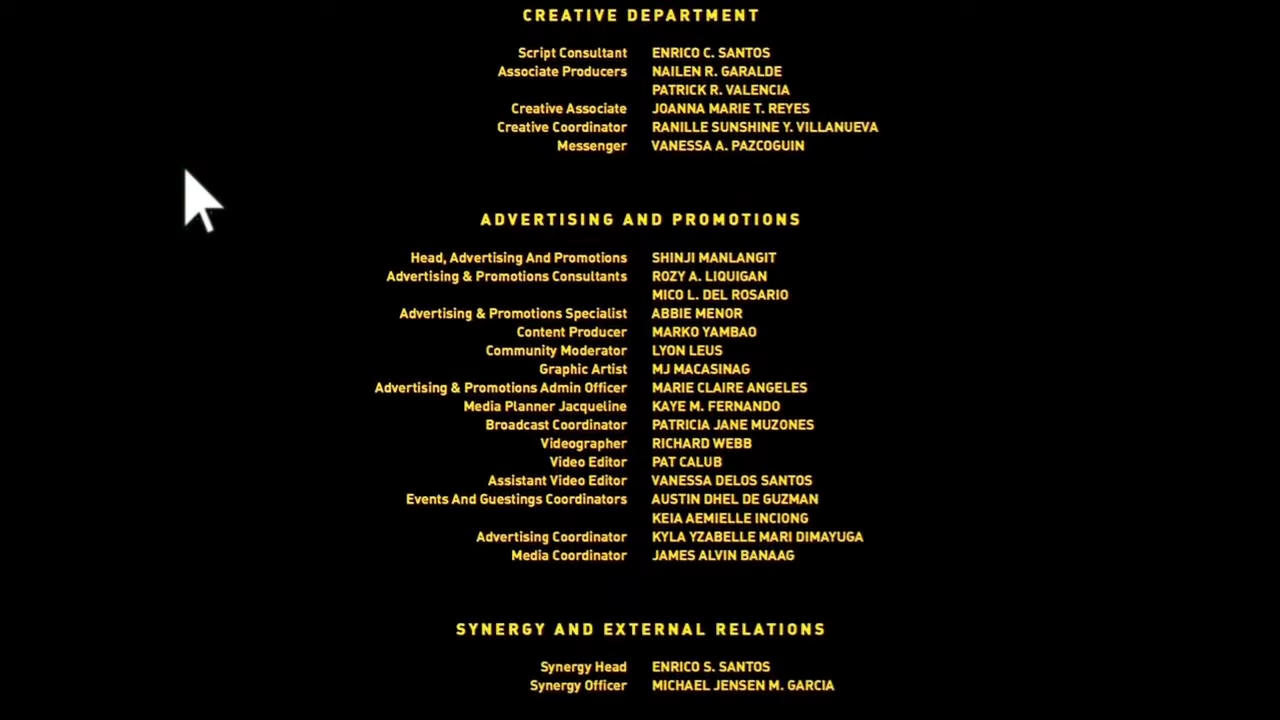 CREATIVE DEPARTMENT
Script Consultant ENRICO C. SANTOS
Associate Producers NAILEN R. GARALDE
PATRICK R. VALENCIA
Creative Associate JOANNA MARIE T. REYES
Creative Coordinator RANILLE SUNSHINE Y. VILLANUEVA
Messenger VANESSA A. PAZCOGUIN
ADVERTISING AND PROMOTIONS
Head, Advertising And Promotions SHINJI MANLANGIT
Advertising & Promotions Consultants ROZY A. LIQUIGAN
MICO L. DEL ROSARIO
Advertising & Promotions Specialist ABBIE MENOR
Content Producer MARKO YAMBAO
Community Moderator LYON LEUS
Graphic Artist MJ MACASINAG
Advertising & Promotions Admin Officer MARIE CLAIRE ANGELES
Media Planner Jacqueline KAYE M. FERNANDO
Broadcast Coordinator PATRICIA JANE MUZONES
Videographer RICHARD WEBB
Video Editor PAT CALUB
Assistant Video Editor VANESSA DELOS SANTOS
Events And Guestings Coordinators AUSTIN DHEL DE GUZMAN
KEIA AEMIELLE INCIONG
Advertising Coordinator KYLA YZABELLE MARI DIMAYUGA
Media Coordinator JAMES ALVIN BANAAG
SYNERGY AND EXTERNAL RELATIONS
Synergy Head ENRICO S. SANTOS
Synergy Officer MICHAEL JENSEN M. GARCIA